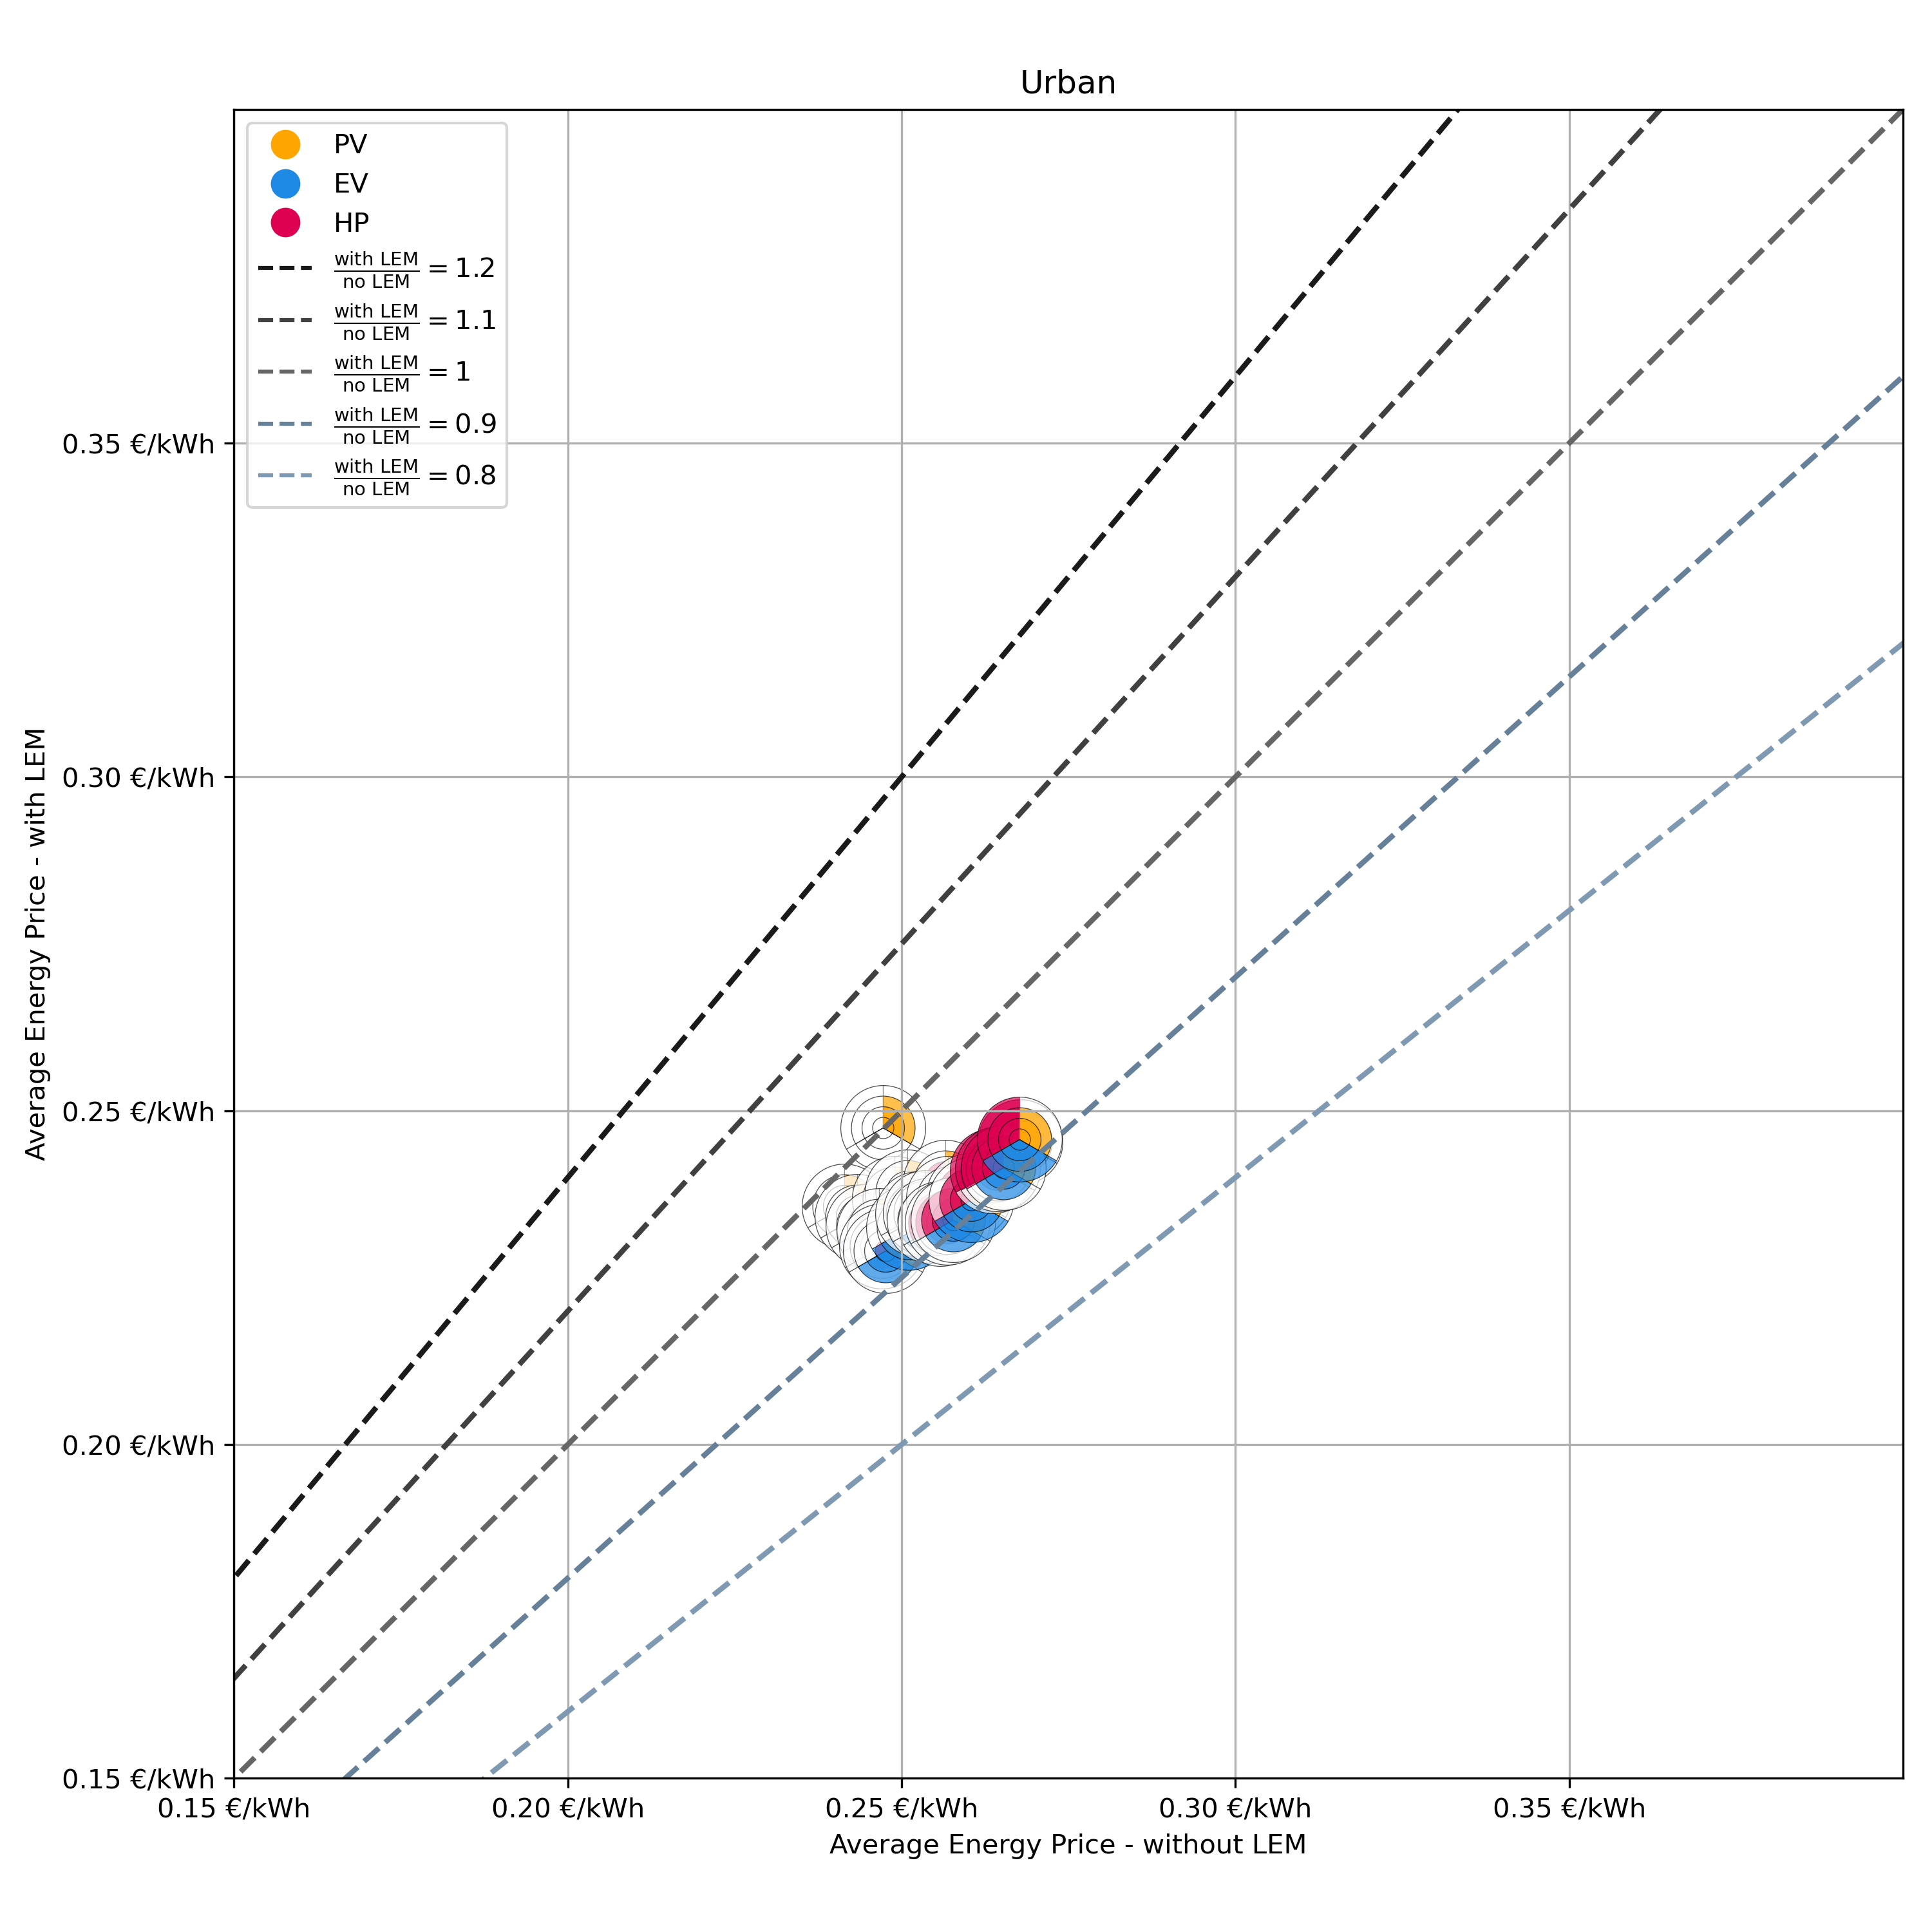 Urban
PV
EV
HP
with LEM
no LEM = 1.2
with LEM
no LEM = 1.1
with LEM
no LEM = 1
with LEM
no LEM = 0.9
with LEM
no LEM = 0.8
Average Energy Price - with LEM
0.35 €/kWh
0.30 €/kWh
0.25 €/kWh
0.20 €/kWh
0.15 €/kWh
0.15 €/kWh 0.20 €/kWh 0.25 €/kWh 0.30 €/kWh 0.35 €/kWh
Average Energy Price - without LEM